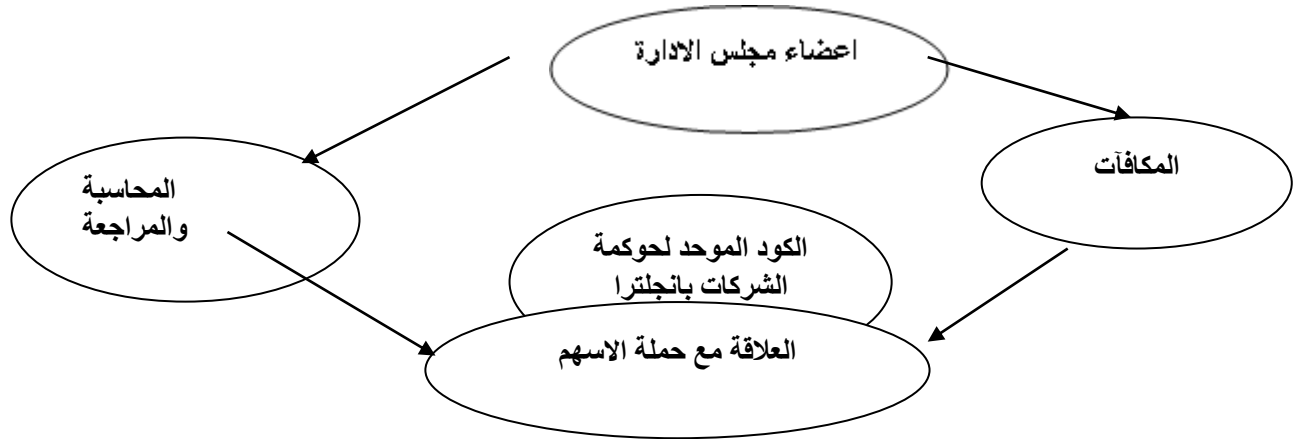 اعضاء مجلس الادارة
المكافآت
المحاسبة
والمراجعة
الكود الموحد لحوكمة
الشركات بانجلترا
العلاقة مع حملة الاسهم